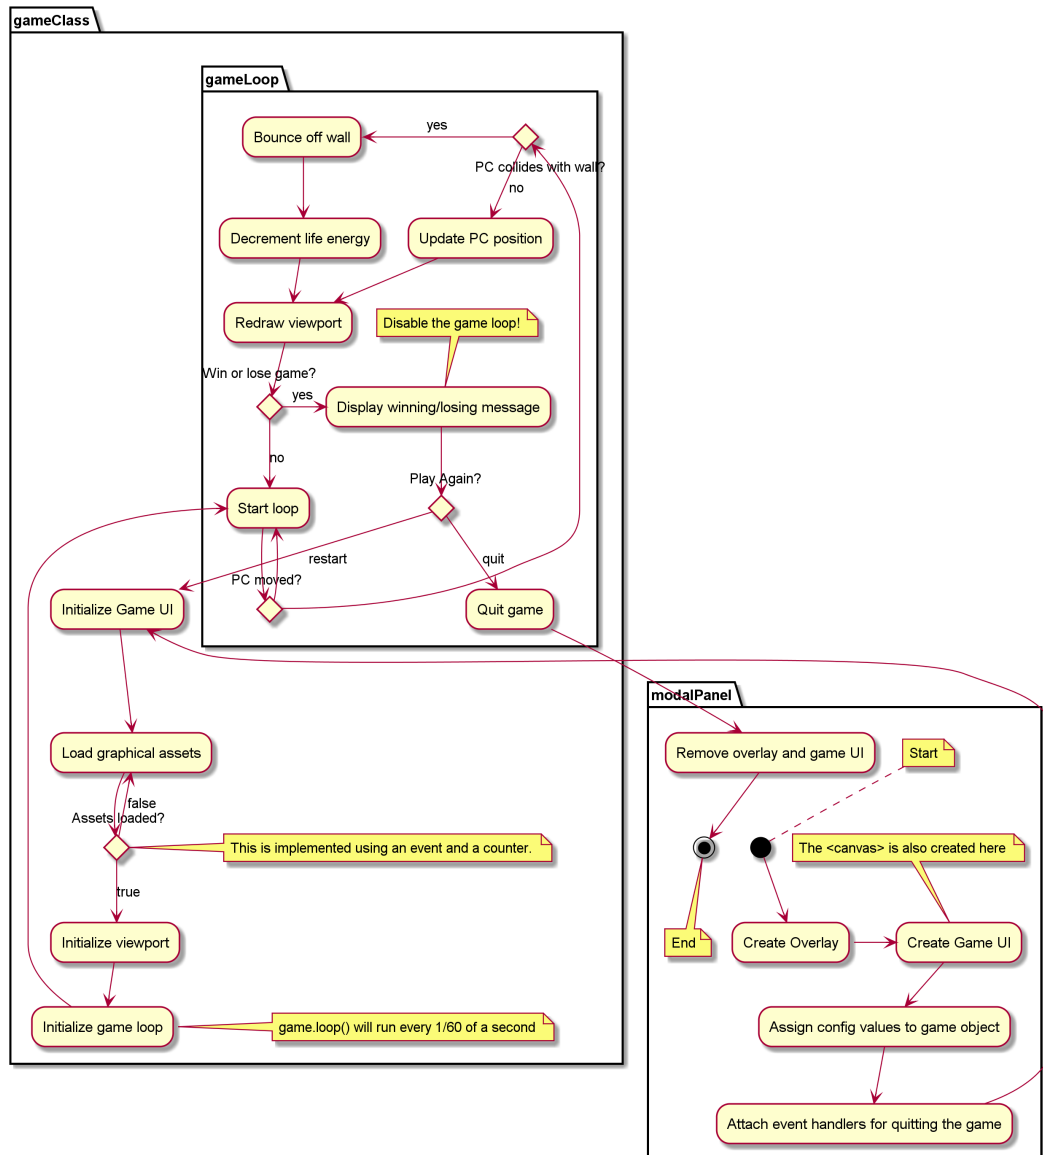 gameClass
gameLoop
Bounce off wall
yes
PC collides with wall?
no
Decrement life energy
Update PC position
Redraw viewport
Disable the game loop!
Win or lose game?
yes
Display winning/losing message
no
Play Again?
Start loop
restart
quit
PC moved?
Initialize Game UI
Quit game
modalPanel
Load graphical assets
Remove overlay and game UI
Start
false
Assets loaded?
This is implemented using an event and a counter.
The <canvas> is also created here
true
Initialize viewport
End
Create Overlay
Create Game UI
Initialize game loop
game.loop() will run every 1/60 of a second
Assign config values to game object
Attach event handlers for quitting the game